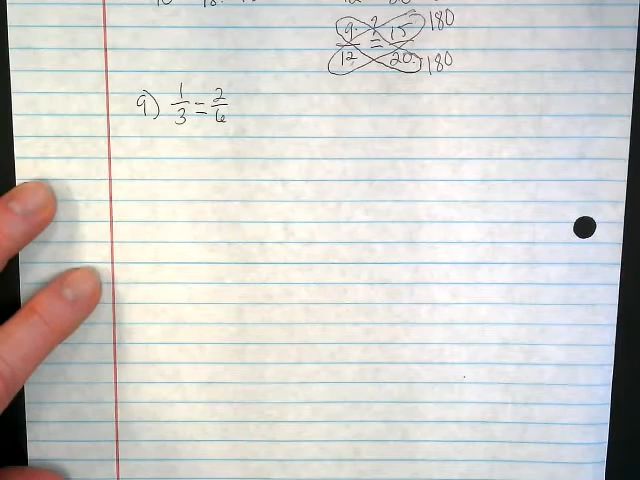 9. ? 15 180
= 
12 20. 180
9) 1/3 = 2/6